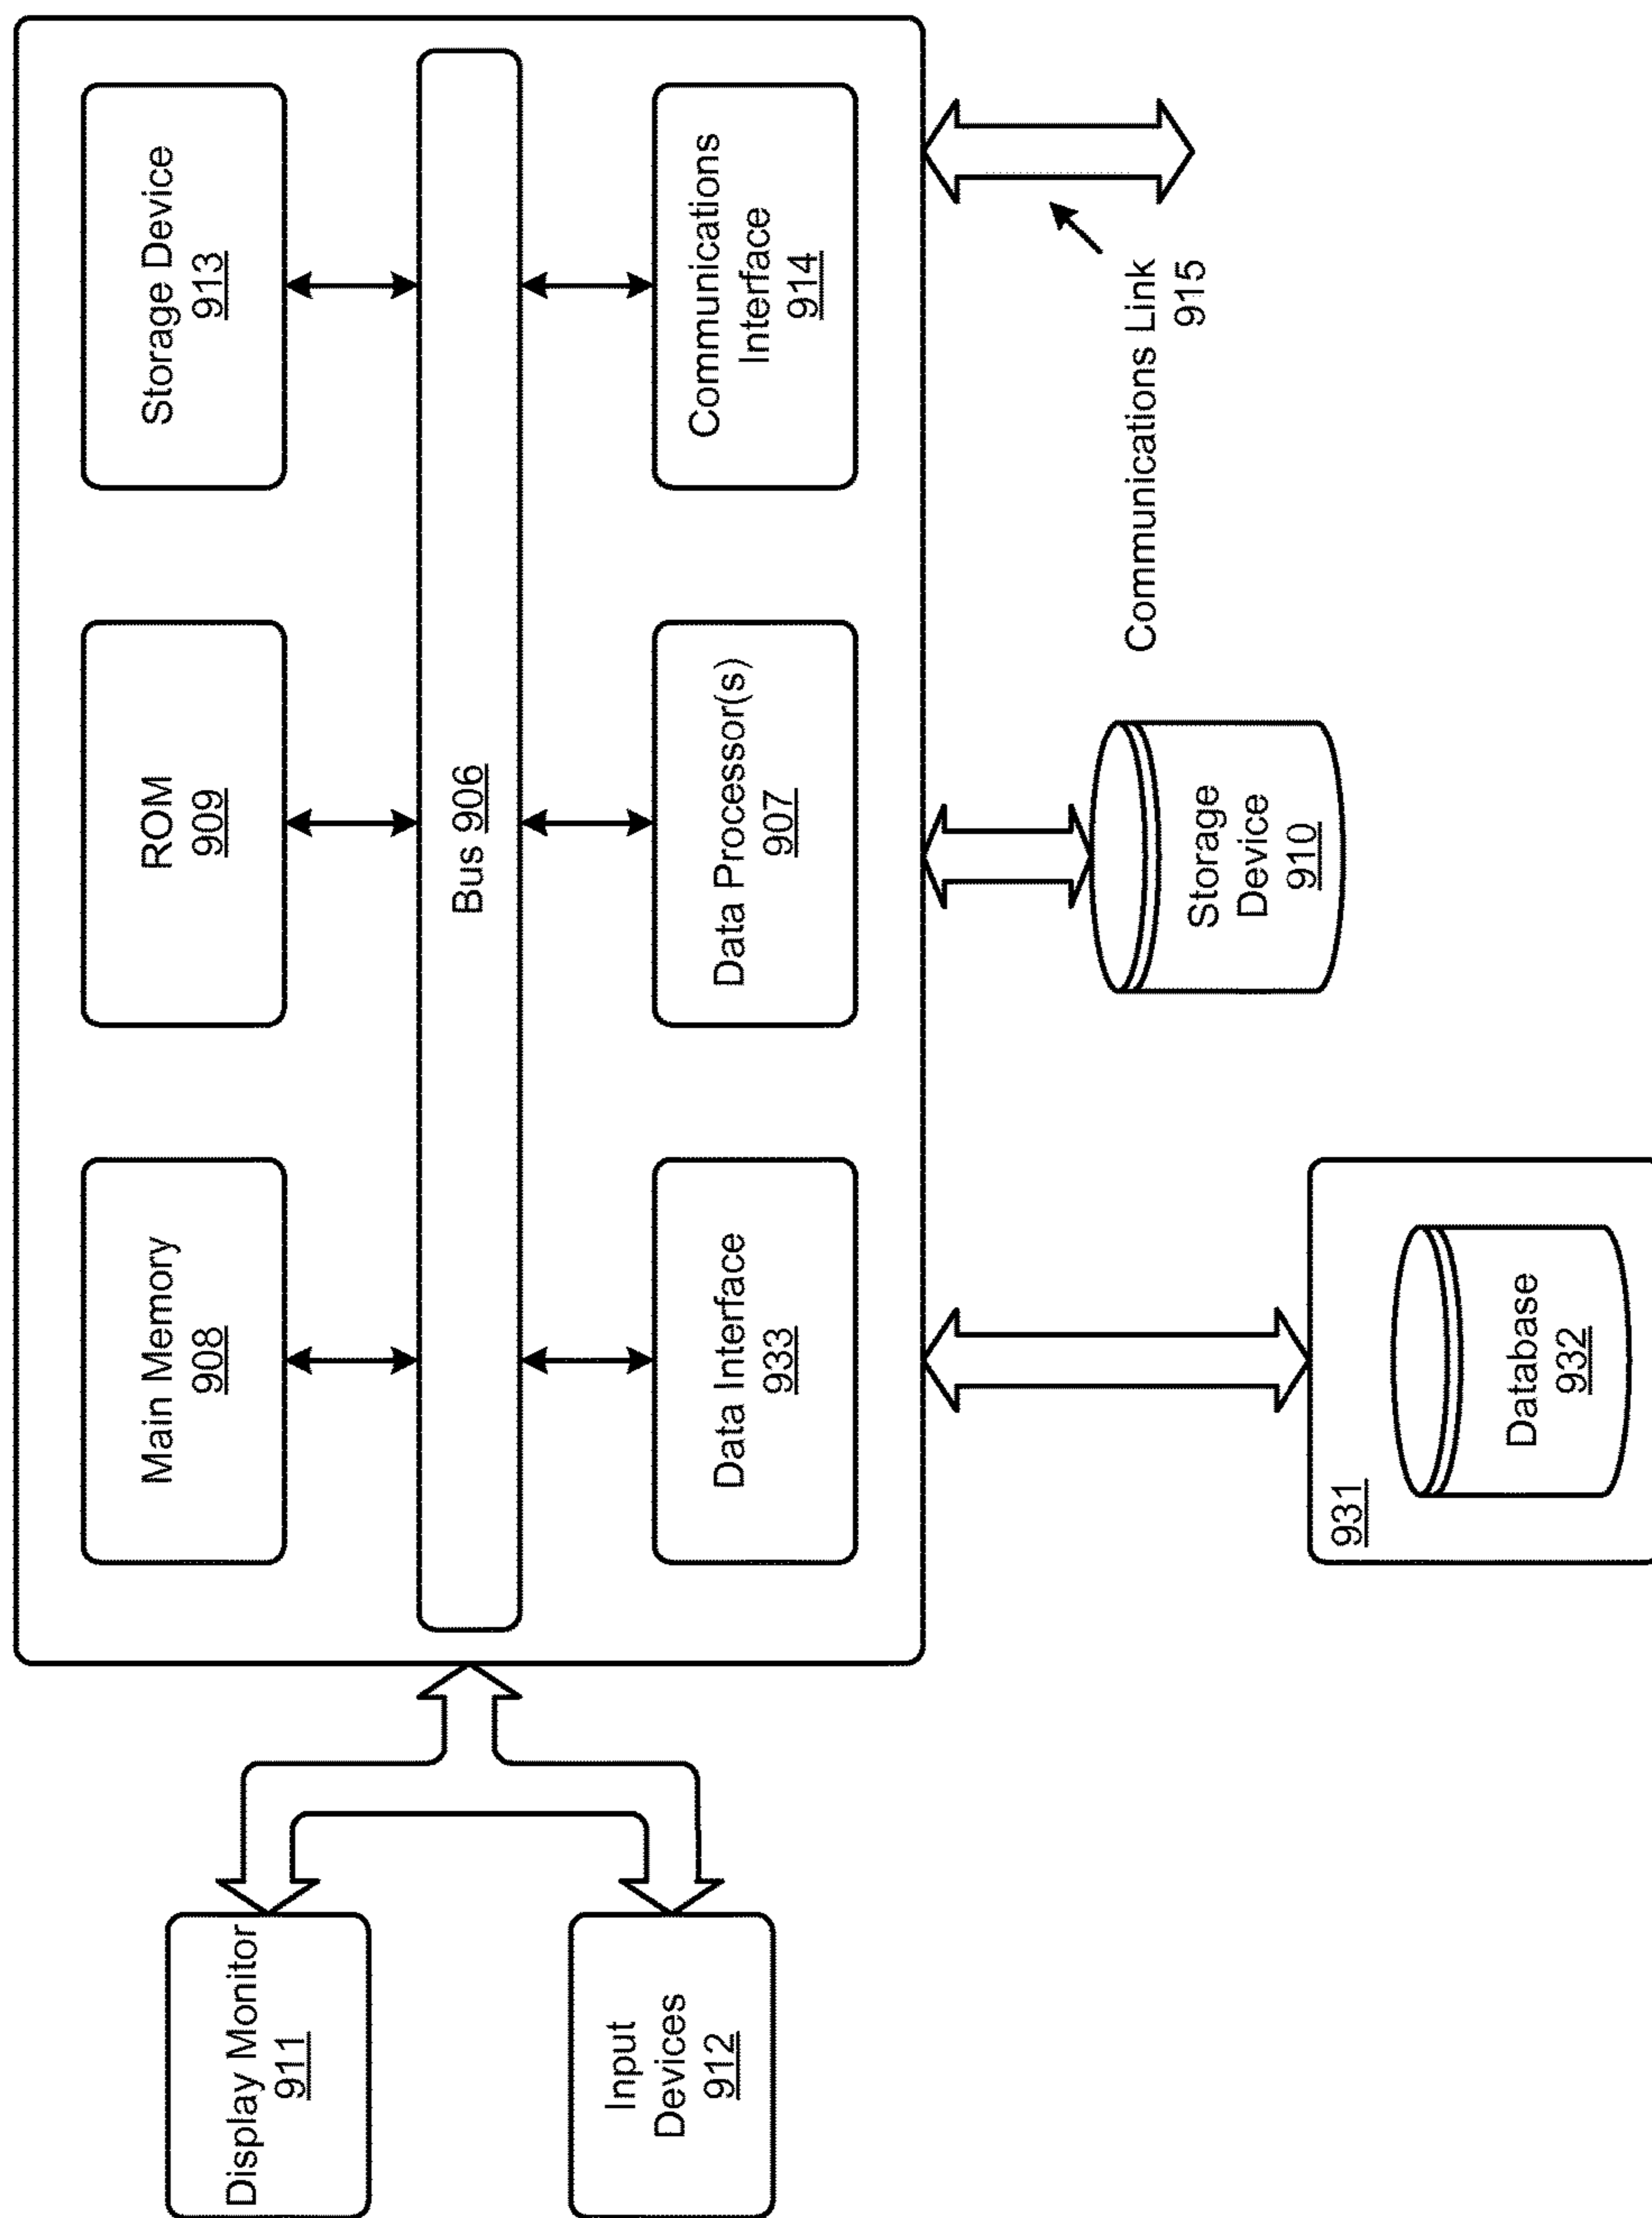 Main Memory
908
ROM
909
Storage Device
913
Bus 906
Data Interface
933
Data Processor(s)
907
Communications
Interface
914
Display Monitor
911
Input
Devices
912
Communications Link
915
Storage
Device
910
931
Database
932